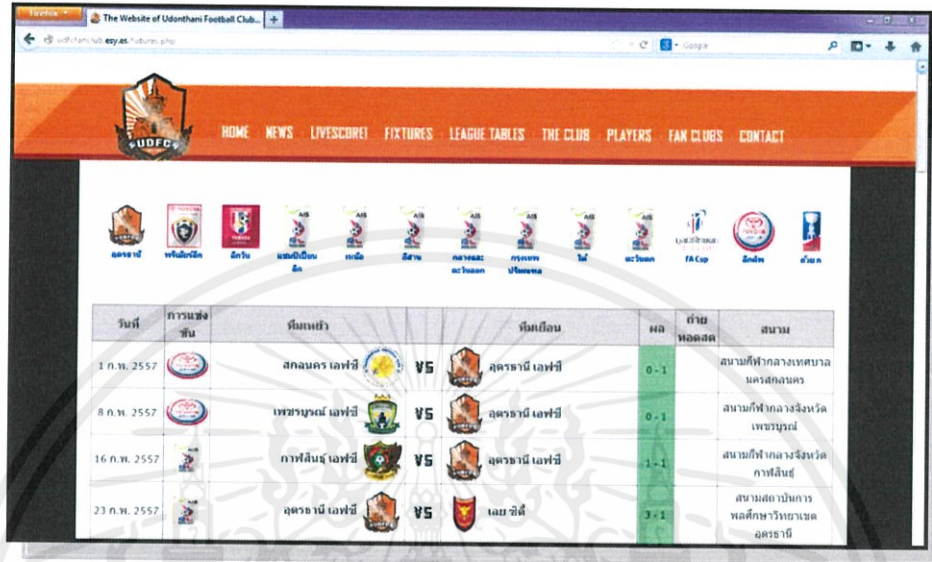 Firefox
The Website of Udonthani Football Club... +
udfcfanclub.esy.es/fixtures.php
Google
UDFC
HOME NEWS LIVESCORE! FIXTURES LEAGUE TABLES THE CLUB PLAYERS FAN CLUBS CONTACT
อุดรธานี พรีเมียร์ลีก ลีกวัน แชมป์เปี้ยน ลีก เหนือ อีสาน กลางและ ตะวันออก กรุงเทพ ปริมณฑล ใต้ ตะวันตก FA Cup ลีกคัพ ถ้วย ก
วันที่ การแข่ง ขัน ทีมเหย้า ทีมเยือน ผล ถ่าย ทอดสด สนาม
1 ก.พ. 2557 สกลนคร เอฟซี VS อุดรธานี เอฟซี 0 - 1 สนามกีฬากลางเทศบาล
นครสกลนคร
8 ก.พ. 2557 เพชรบูรณ์ เอฟซี VS อุดรธานี เอฟซี 0 - 1 สนามกีฬากลางจังหวัด
เพชรบูรณ์
16 ก.พ. 2557 กาฬสินธุ์ เอฟซี VS อุดรธานี เอฟซี 1 - 1 สนามกีฬากลางจังหวัด
กาฬสินธุ์
23 ก.พ. 2557 อุดรธานี เอฟซี VS เลย ซิตี้ 3 - 1 สนามสถาบันการ
พลศึกษาวิทยาเขต
อุดรธานี